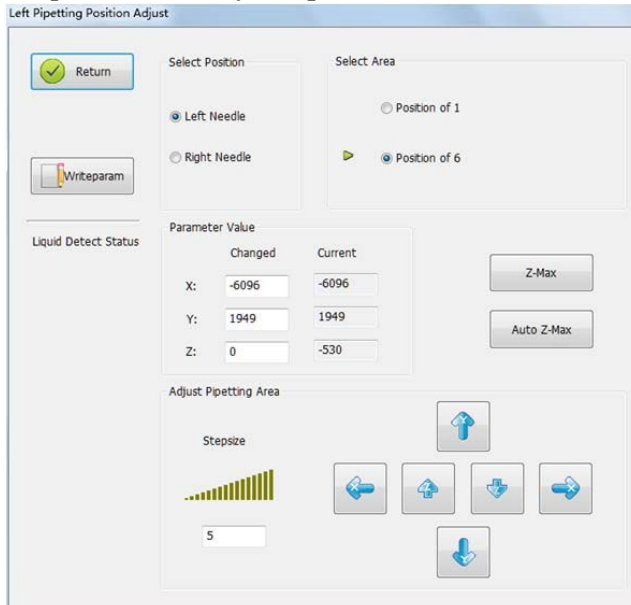 Left Pipetting Position Adjust
Return
Writeparam
Liquid Detect Status
Select Position
Left Needle
Right Needle
Select Area
Position of 1
Position of 6
Parameter Value
Changed Current
X: -6096 -6096
Y: 1949 1949
Z: 0 -530
Z-Max
Auto Z-Max
Adjust Pipetting Area
Stepsize
5
Y
X Z Z X
Y